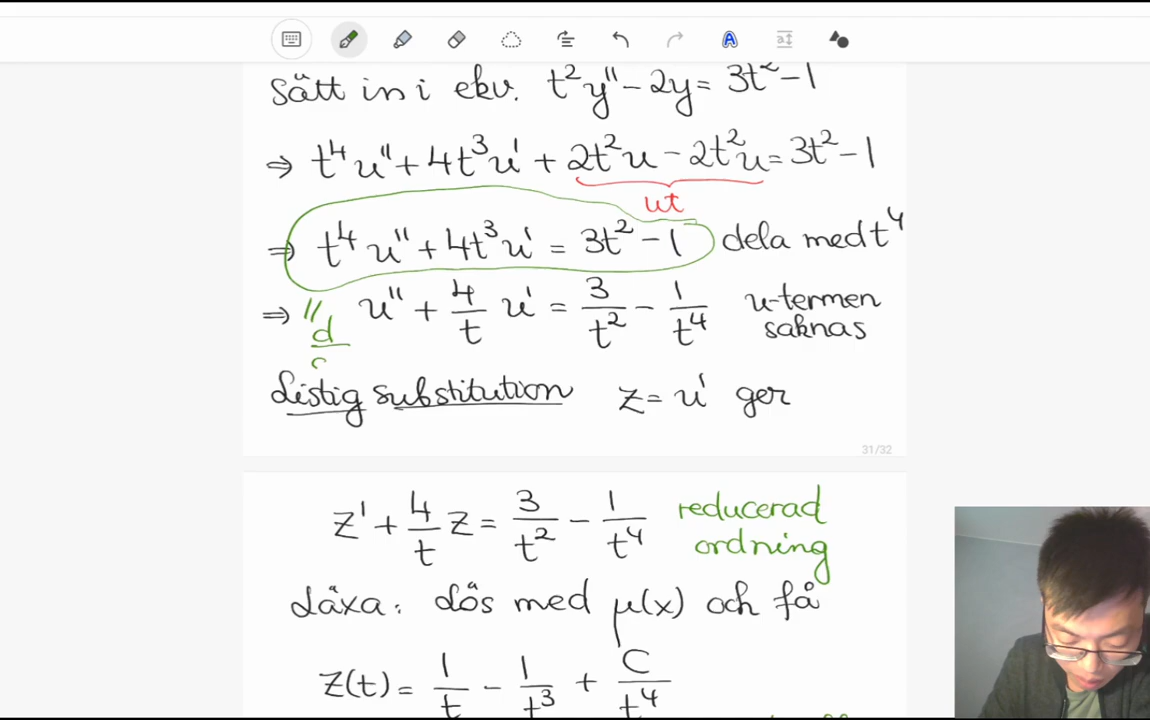 Sätt in i ekv. t²y'' - 2y = 3t² - 1
⇒ t⁴u'' + 4t³u' + 2t²u - 2t²u = 3t² - 1
ut
⇒ t⁴u'' + 4t³u' = 3t² - 1 dela med t⁴
⇒ // u'' + 4/t u' = 3/t² - 1/t⁴ u-termen saknas
d
Listig substitution z = u' ger
31/32
z' + 4/t z = 3/t² - 1/t⁴ reducerad ordning
Läxa: Lös med μ(x) och få
Z(t) = 1/t - 1/t³ + C/t⁴